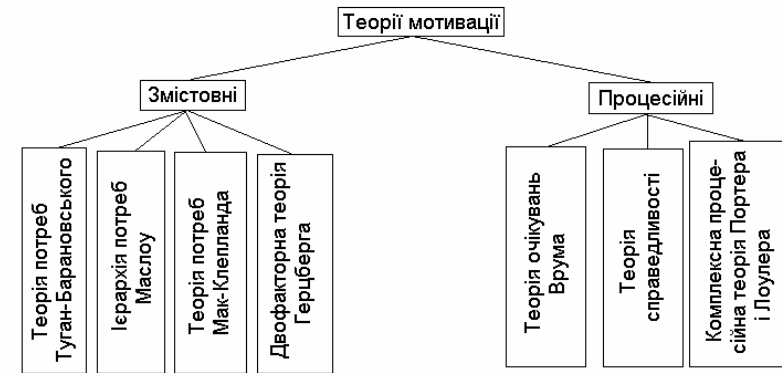 Теорії мотивації
Змістовні
Процесійні
Теорія потреб
Туган-Барановського
Ієрархія потреб
Маслоу
Теорія потреб
Мак-Клепланда
Двофакторна теорія
Герцберга
Теорія очікувань
Врума
Теорія
справедливості
Комплексна проце-
сійна теорія Портера
і Лоулера